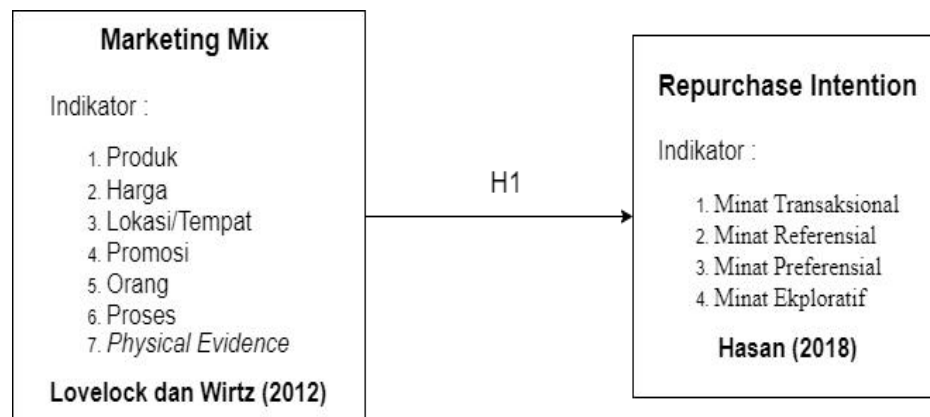 Marketing Mix
Indikator :
1. Produk
2. Harga
3. Lokasi/Tempat
4. Promosi
5. Orang
6. Proses
7. Physical Evidence
Lovelock dan Wirtz (2012)
H1
Repurchase Intention
Indikator :
1. Minat Transaksional
2. Minat Referensial
3. Minat Preferensial
4. Minat Ekploratif
Hasan (2018)